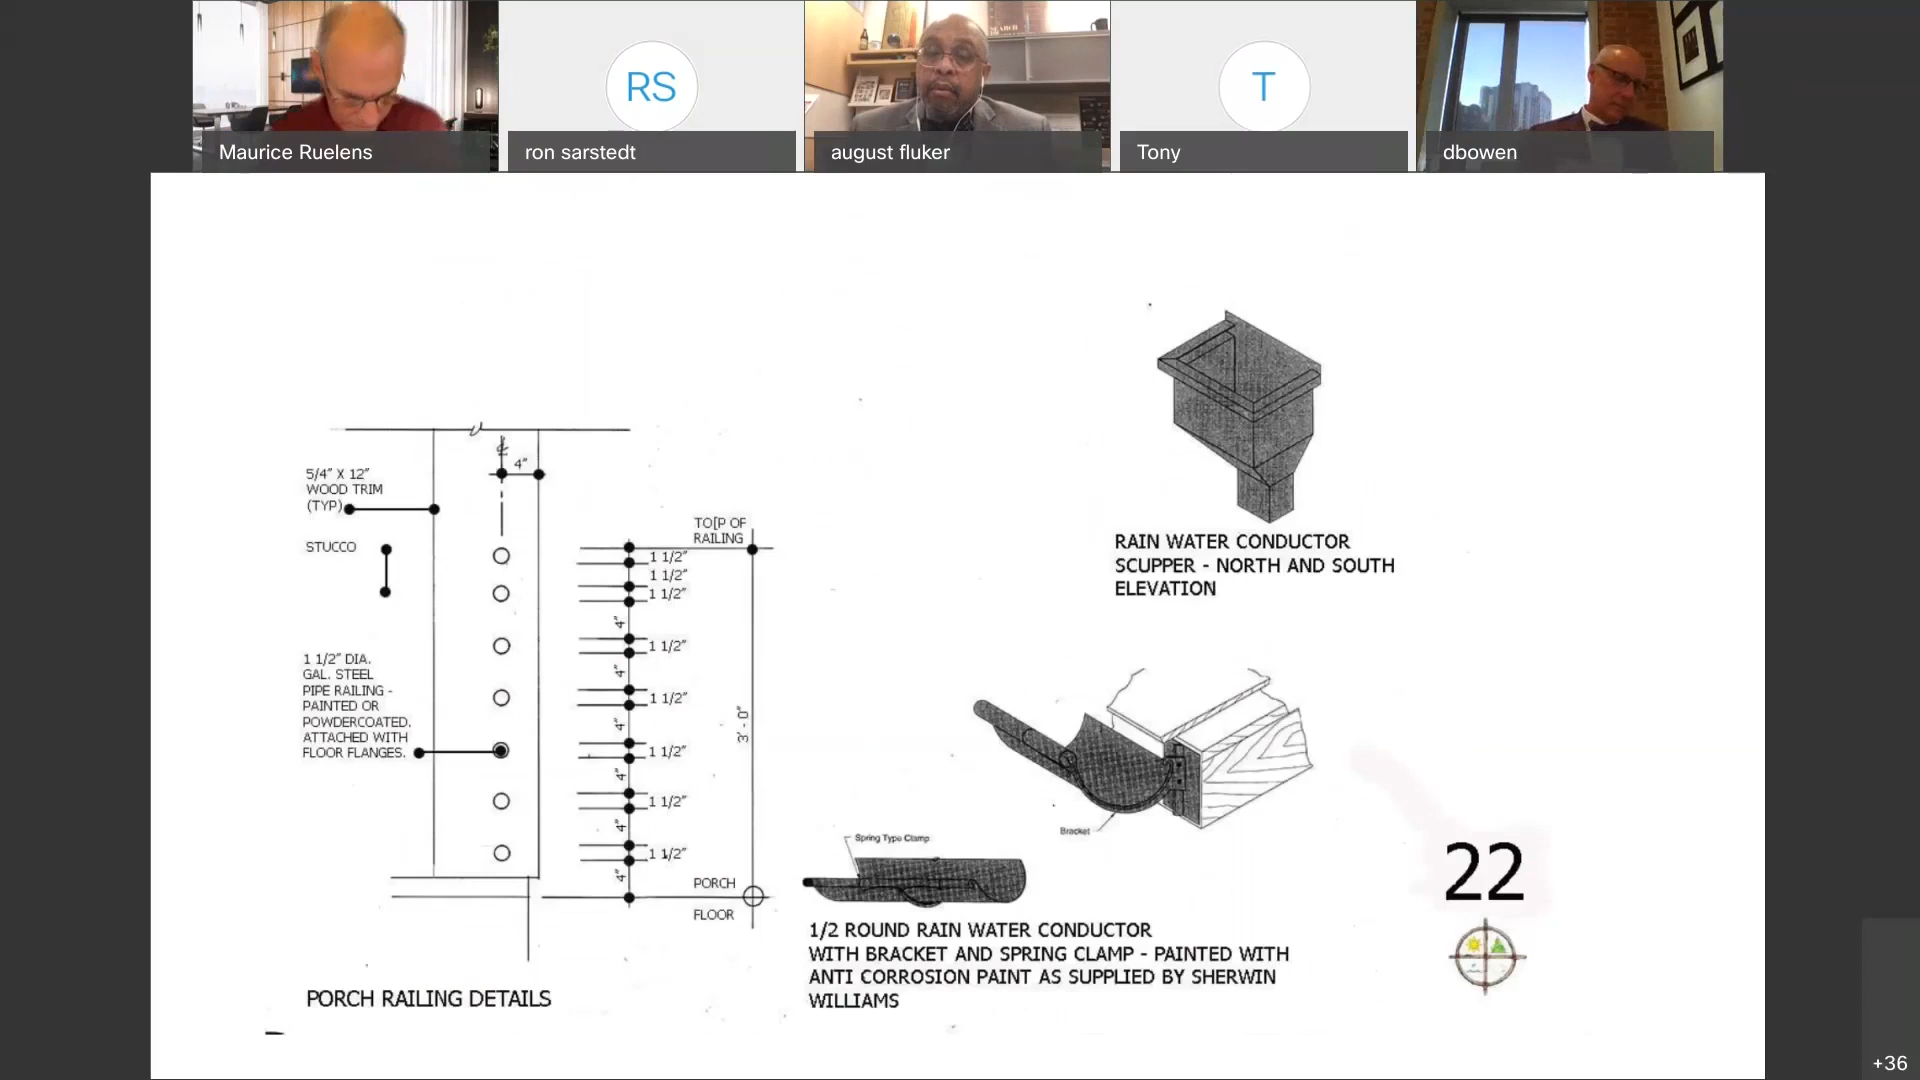 RS
T
Maurice Ruelens
ron sarstedt
august fluker
Tony
dbowen
4"
5/4" X 12"
WOOD TRIM
(TYP)
STUCCO
1 1/2" DIA.
GAL. STEEL
PIPE RAILING -
PAINTED OR
POWDERCOATED.
ATTACHED WITH
FLOOR FLANGES.
TO[P OF
RAILING
1 1/2"
1 1/2"
1 1/2"
4"
1 1/2"
4"
1 1/2"
4"
1 1/2"
4"
1 1/2"
4"
1 1/2"
4"
3' - 0"
PORCH
FLOOR
PORCH RAILING DETAILS
RAIN WATER CONDUCTOR
SCUPPER - NORTH AND SOUTH
ELEVATION
Bracket
Spring Type Clamp
1/2 ROUND RAIN WATER CONDUCTOR
WITH BRACKET AND SPRING CLAMP - PAINTED WITH
ANTI CORROSION PAINT AS SUPPLIED BY SHERWIN
WILLIAMS
22
+36